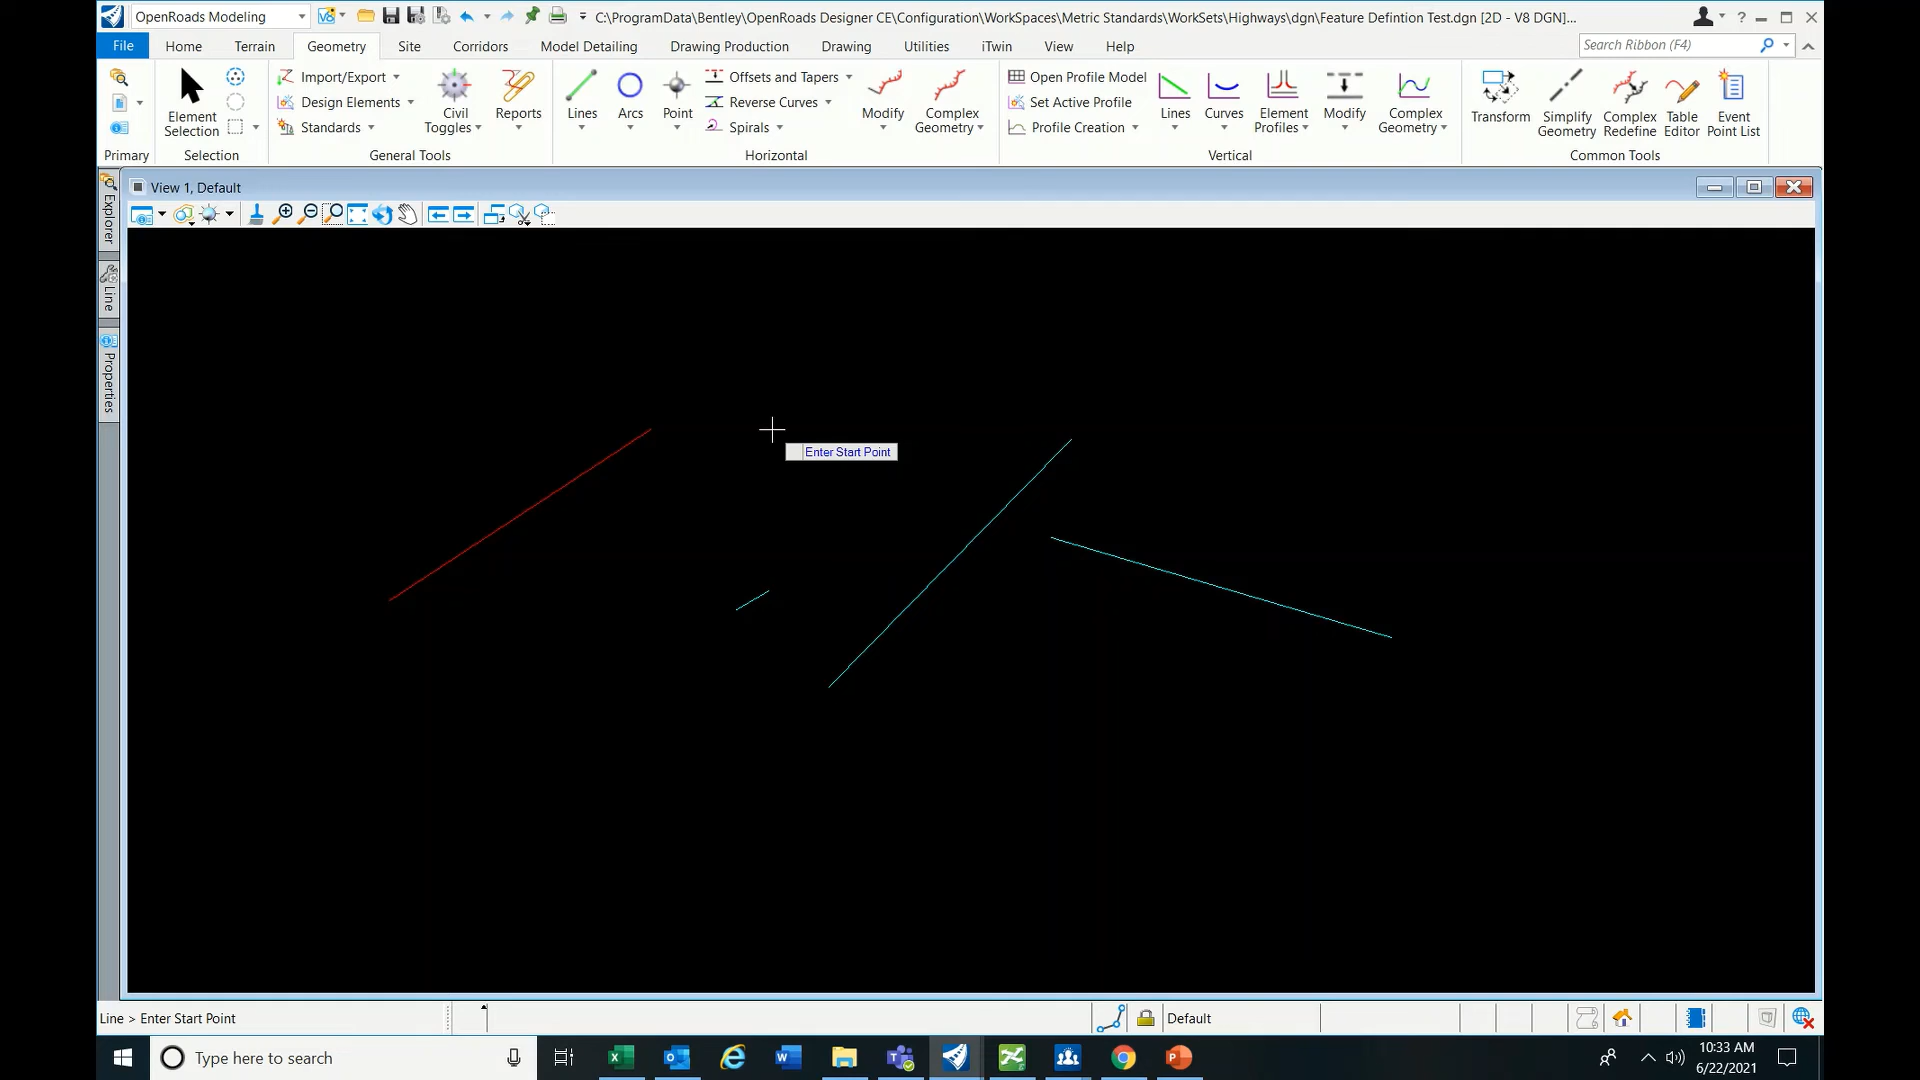 OpenRoads Modeling
C:\ProgramData\Bentley\OpenRoads Designer CE\Configuration\WorkSpaces\Metric Standards\WorkSets\Highways\dgn\Feature Defintion Test.dgn [2D - V8 DGN]...
File Home Terrain Geometry Site Corridors Model Detailing Drawing Production Drawing Utilities iTwin View Help
Search Ribbon (F4)
Import/Export
Design Elements
Standards
Element
Selection
Civil
Toggles
Reports
Lines
Arcs
Point
Offsets and Tapers
Reverse Curves
Spirals
Modify
Complex
Geometry
Open Profile Model
Set Active Profile
Profile Creation
Lines
Curves
Element
Profiles
Modify
Complex
Geometry
Transform
Simplify
Geometry
Complex
Redefine
Table
Editor
Event
Point List
Primary Selection General Tools Horizontal Vertical Common Tools
View 1, Default
Explorer
Line
Properties
Enter Start Point
Line > Enter Start Point
Default
Type here to search
10:33 AM
6/22/2021